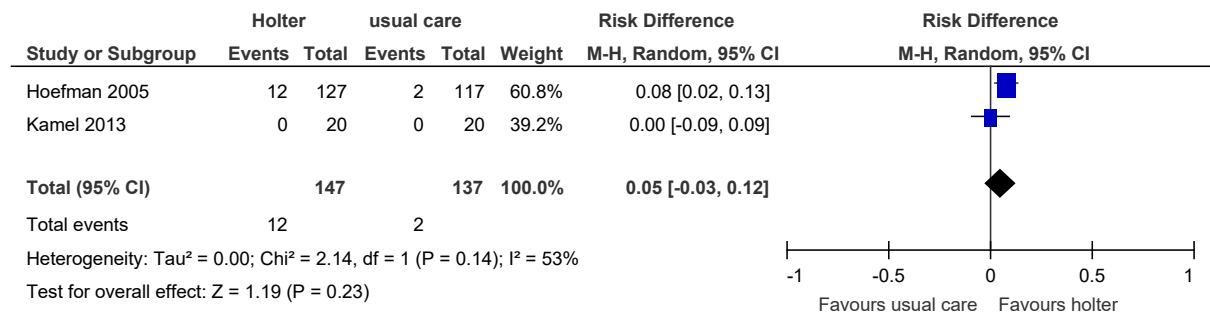 Holter usual care Risk Difference Risk Difference
Study or Subgroup Events Total Events Total Weight M-H, Random, 95% CI M-H, Random, 95% CI
Hoefman 2005 12 127 2 117 60.8% 0.08 [0.02, 0.13]
Kamel 2013 0 20 0 20 39.2% 0.00 [-0.09, 0.09]
Total (95% CI) 147 137 100.0% 0.05 [-0.03, 0.12]
Total events 12 2
Heterogeneity: Tau² = 0.00; Chi² = 2.14, df = 1 (P = 0.14); I² = 53%
Test for overall effect: Z = 1.19 (P = 0.23)
-1 -0.5 0 0.5 1
Favours usual care Favours holter